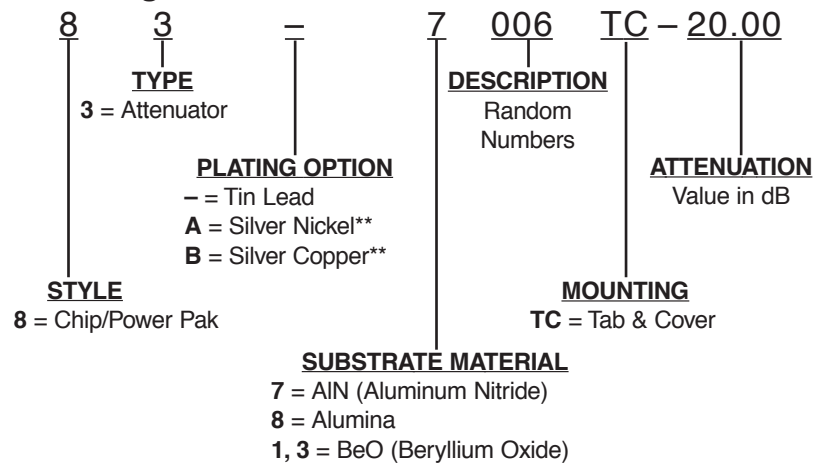 8 3 – 7 006 TC – 20.00
TYPE
3 = Attenuator
DESCRIPTION
Random
Numbers
PLATING OPTION
– = Tin Lead
A = Silver Nickel**
B = Silver Copper**
ATTENUATION
Value in dB
STYLE
8 = Chip/Power Pak
MOUNTING
TC = Tab & Cover
SUBSTRATE MATERIAL
7 = AlN (Aluminum Nitride)
8 = Alumina
1, 3 = BeO (Beryllium Oxide)